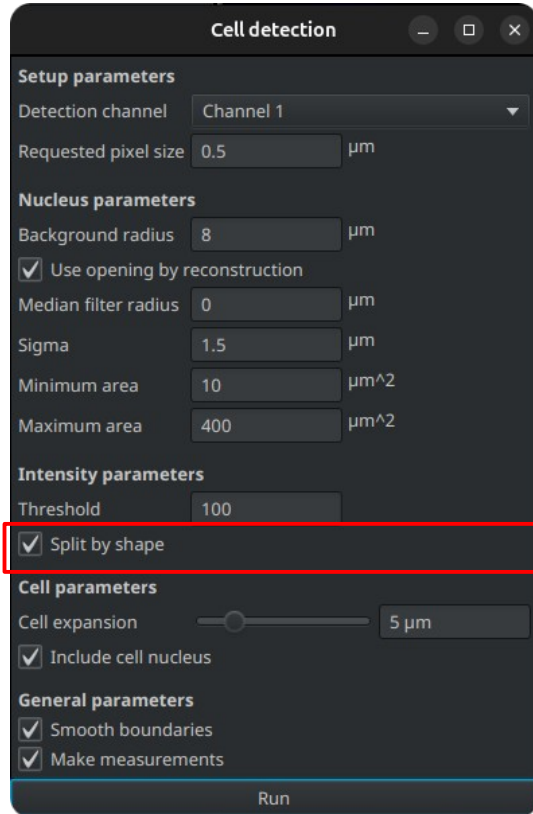 Cell detection
Setup parameters
Detection channel Channel 1
Requested pixel size 0.5 µm
Nucleus parameters
Background radius 8 µm
Use opening by reconstruction
Median filter radius 0 µm
Sigma 1.5 µm
Minimum area 10 µm^2
Maximum area 400 µm^2
Intensity parameters
Threshold 100
Split by shape
Cell parameters
Cell expansion 5 µm
Include cell nucleus
General parameters
Smooth boundaries
Make measurements
Run